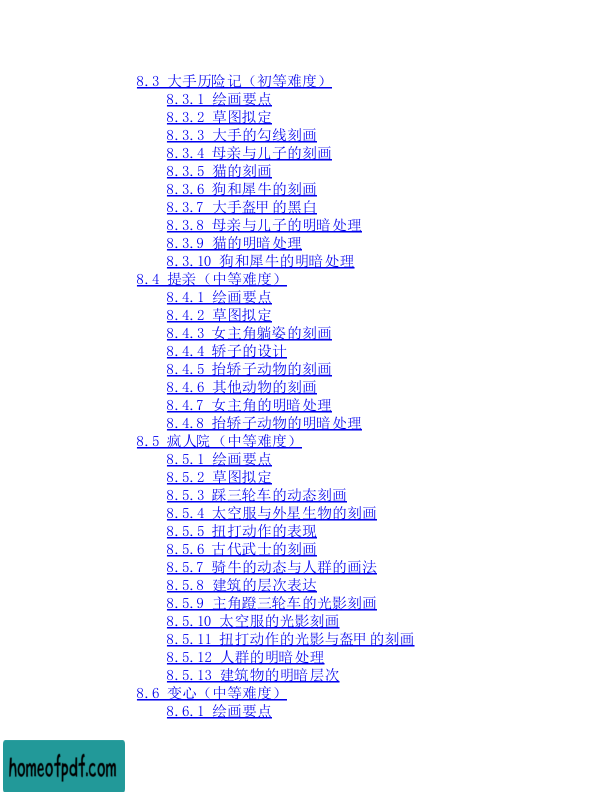 8.3 大手历险记（初等难度）
8.3.1 绘画要点
8.3.2 草图拟定
8.3.3 大手的勾线刻画
8.3.4 母亲与儿子的刻画
8.3.5 猫的刻画
8.3.6 狗和犀牛的刻画
8.3.7 大手盔甲的黑白
8.3.8 母亲与儿子的明暗处理
8.3.9 猫的明暗处理
8.3.10 狗和犀牛的明暗处理
8.4 提亲（中等难度）
8.4.1 绘画要点
8.4.2 草图拟定
8.4.3 女主角躺姿的刻画
8.4.4 轿子的设计
8.4.5 抬轿子动物的刻画
8.4.6 其他动物的刻画
8.4.7 女主角的明暗处理
8.4.8 抬轿子动物的明暗处理
8.5 疯人院（中等难度）
8.5.1 绘画要点
8.5.2 草图拟定
8.5.3 踩三轮车的动态刻画
8.5.4 太空服与外星生物的刻画
8.5.5 扭打动作的表现
8.5.6 古代武士的刻画
8.5.7 骑牛的动态与人群的画法
8.5.8 建筑的层次表达
8.5.9 主角蹬三轮车的光影刻画
8.5.10 太空服的光影刻画
8.5.11 扭打动作的光影与盔甲的刻画
8.5.12 人群的明暗处理
8.5.13 建筑物的明暗层次
8.6 变心（中等难度）
8.6.1 绘画要点
homeofpdf.com